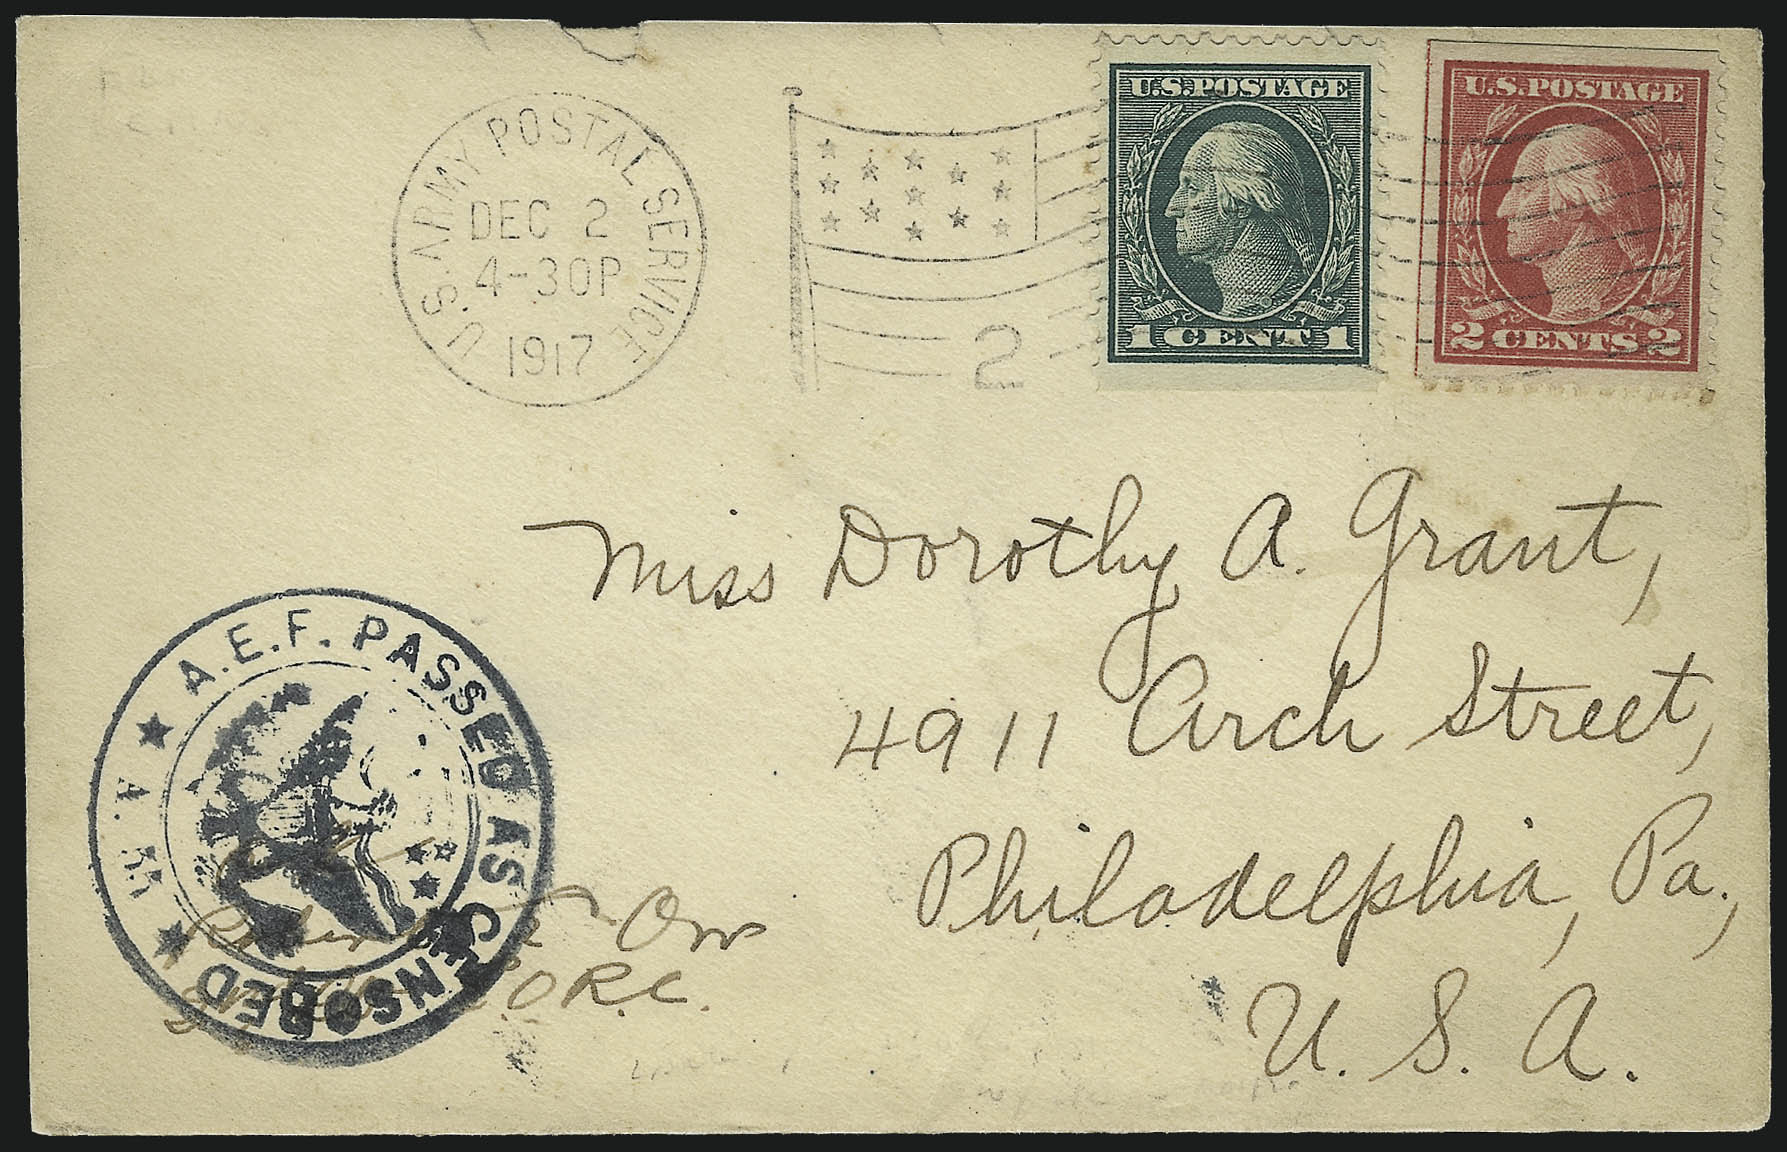 U.S. ARMY POSTAL SERVICE
DEC 2
4-30P
1917
2
U.S. POSTAGE
1 CENT 1
U.S. POSTAGE
2 CENTS 2
Miss Dorothy A. Grant,
4911 Arch Street,
Philadelphia, Pa.,
U. S. A.
A.E.F. PASSED AS CENSORED
A.
Orr
O.R.C.